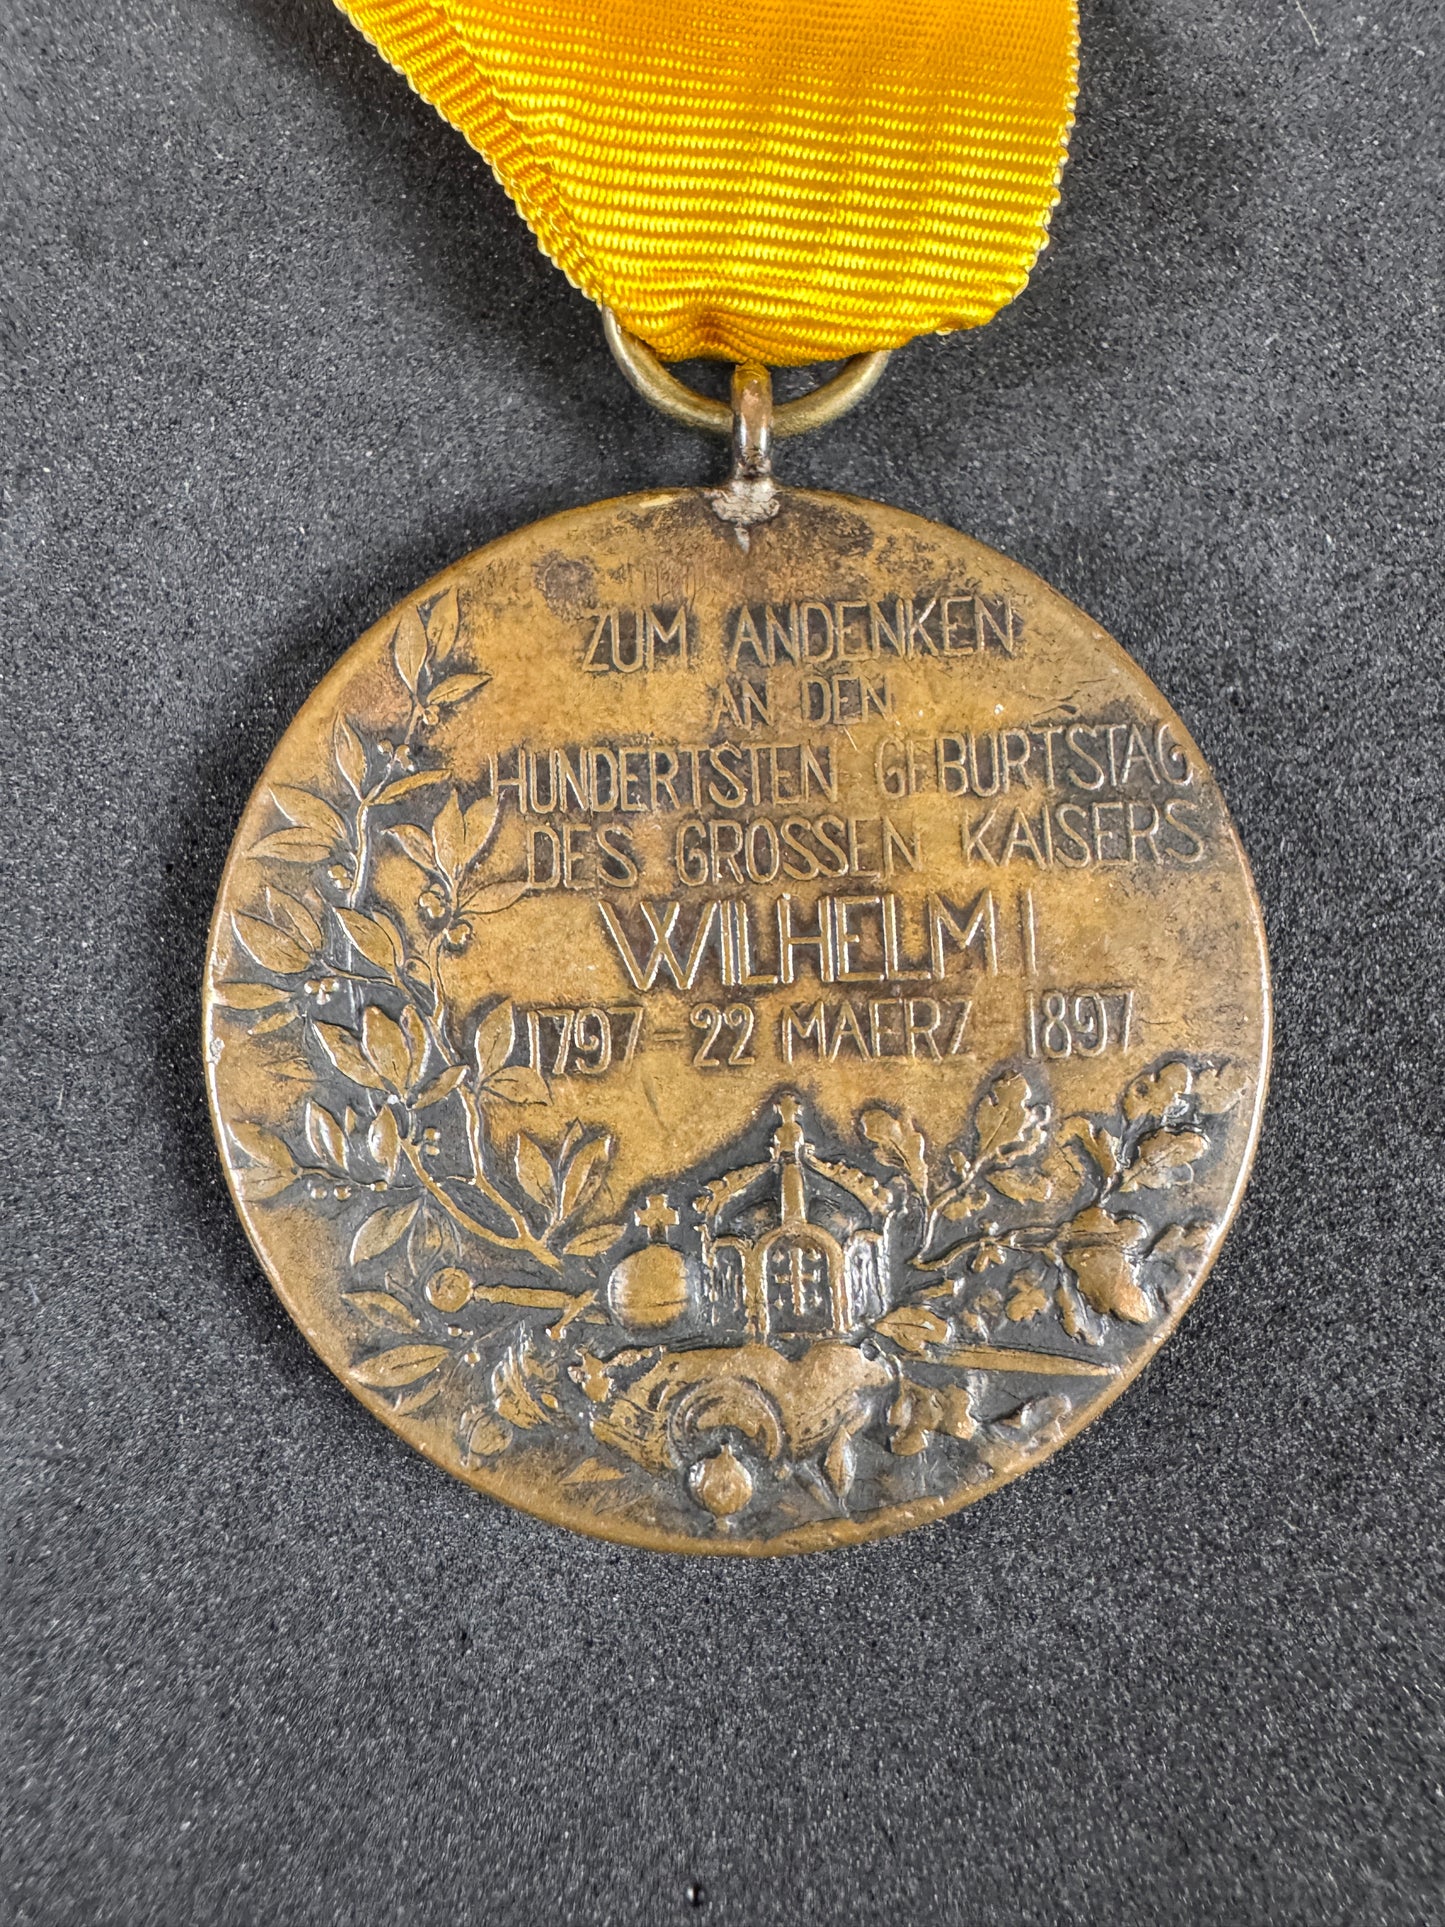 ZUM ANDENKEN
AN DEN
HUNDERTSTEN GEBURTSTAG
DES GROSSEN KAISERS
WILHELM I
1797-22 MAERZ-1897